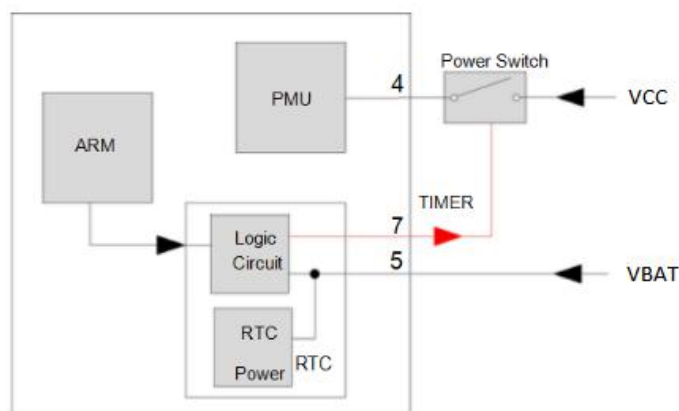 Power Switch
4
PMU
VCC
ARM
TIMER
7
Logic
Circuit
5
VBAT
RTC
RTC
Power